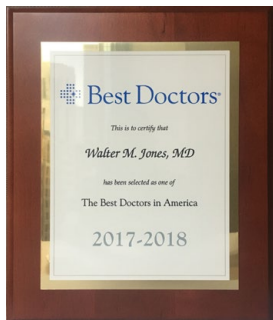 Best Doctors®
This is to certify that
Walter M. Jones, MD
has been selected as one of
The Best Doctors in America
2017-2018